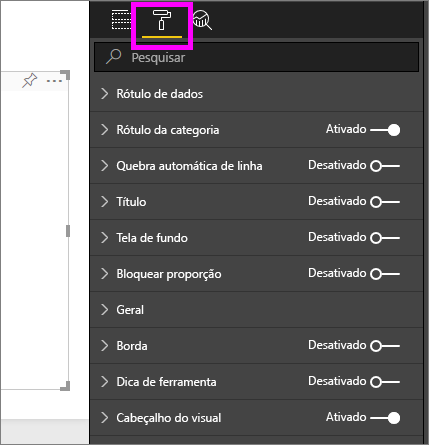 Pesquisar
Rótulo de dados
Rótulo da categoria Ativado
Quebra automática de linha Desativado
Título Desativado
Tela de fundo Desativado
Bloquear proporção Desativado
Geral
Borda Desativado
Dica de ferramenta Desativado
Cabeçalho do visual Ativado